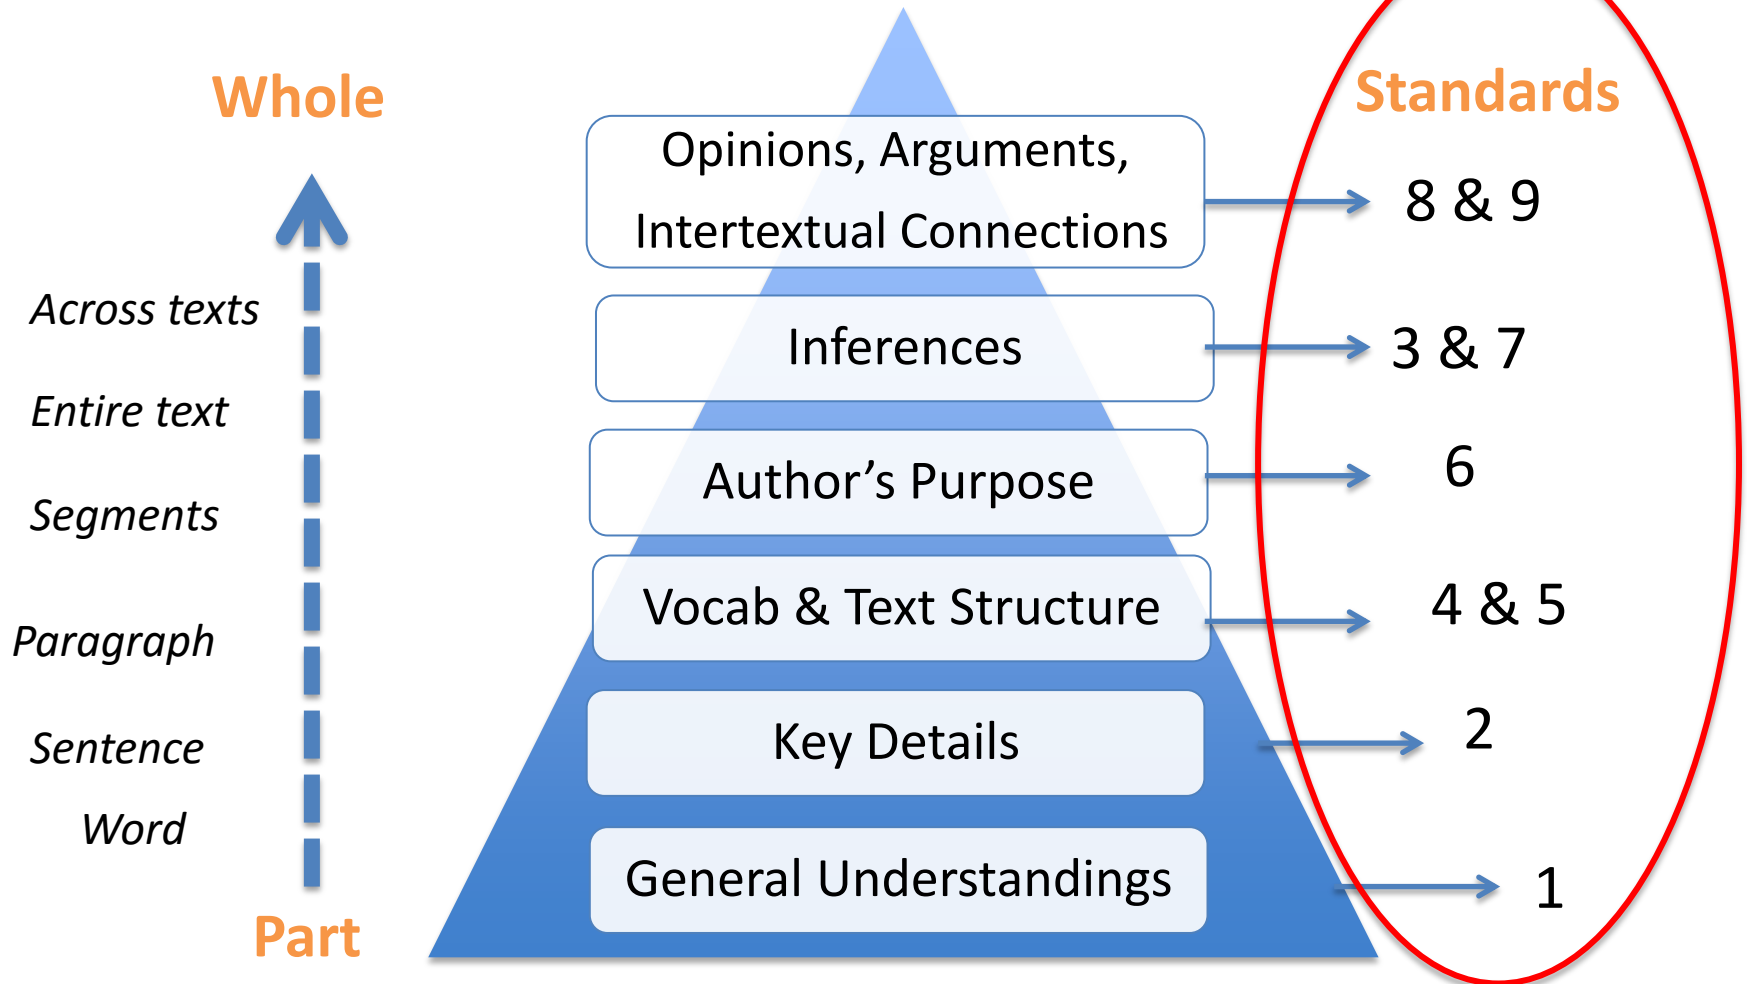 Whole
Standards
Opinions, Arguments,
Intertextual Connections
8 & 9
Across texts
Inferences
3 & 7
Entire text
Author’s Purpose
6
Segments
Vocab & Text Structure
4 & 5
Paragraph
Key Details
2
Sentence
Word
General Understandings
1
Part